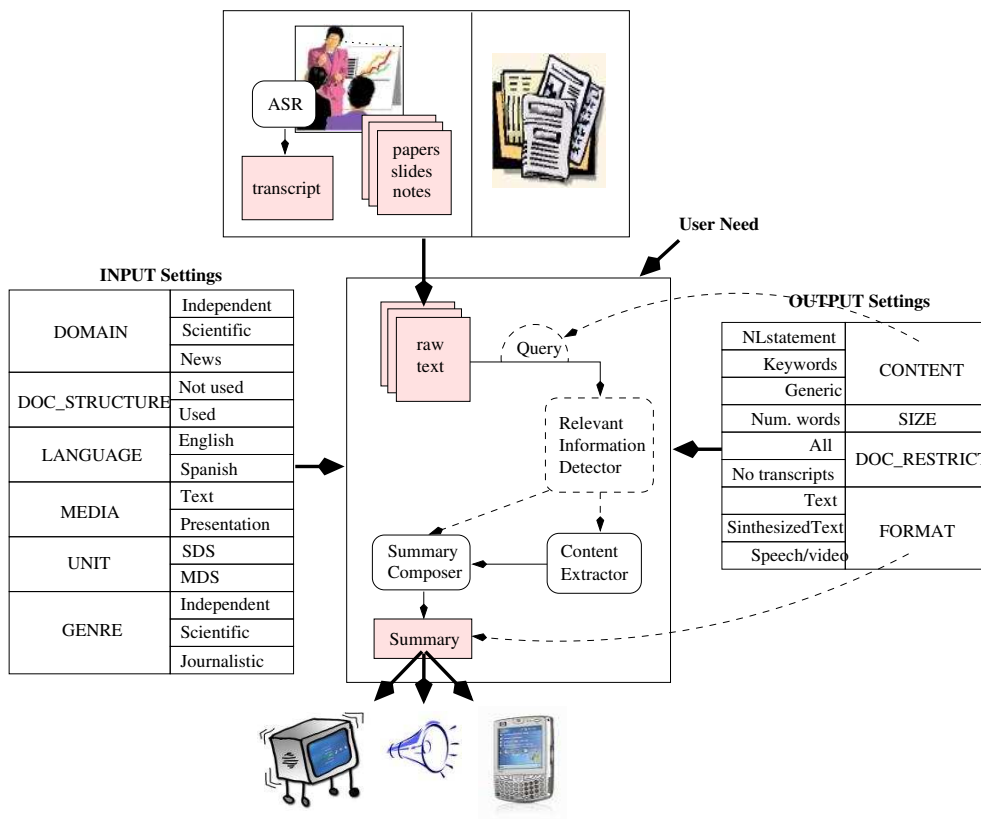 ASR
transcript
papers
slides
notes
User Need
INPUT Settings
DOMAIN
Independent
Scientific
News
DOC_STRUCTURE
Not used
Used
LANGUAGE
English
Spanish
MEDIA
Text
Presentation
UNIT
SDS
MDS
GENRE
Independent
Scientific
Journalistic
raw
text
Query
Relevant
Information
Detector
Summary
Composer
Content
Extractor
Summary
OUTPUT Settings
NLstatement
Keywords
Generic
CONTENT
Num. words
SIZE
All
No transcripts
DOC_RESTRICT
Text
SinthesizedText
Speech/video
FORMAT